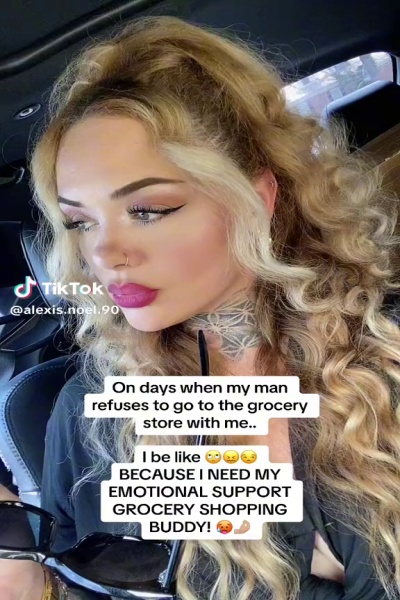 TikTok
@alexis.noel.90
On days when my man
refuses to go to the grocery
store with me..
I be like 🙄😖😒
BECAUSE I NEED MY
EMOTIONAL SUPPORT
GROCERY SHOPPING
BUDDY! 🥵🤌🏼